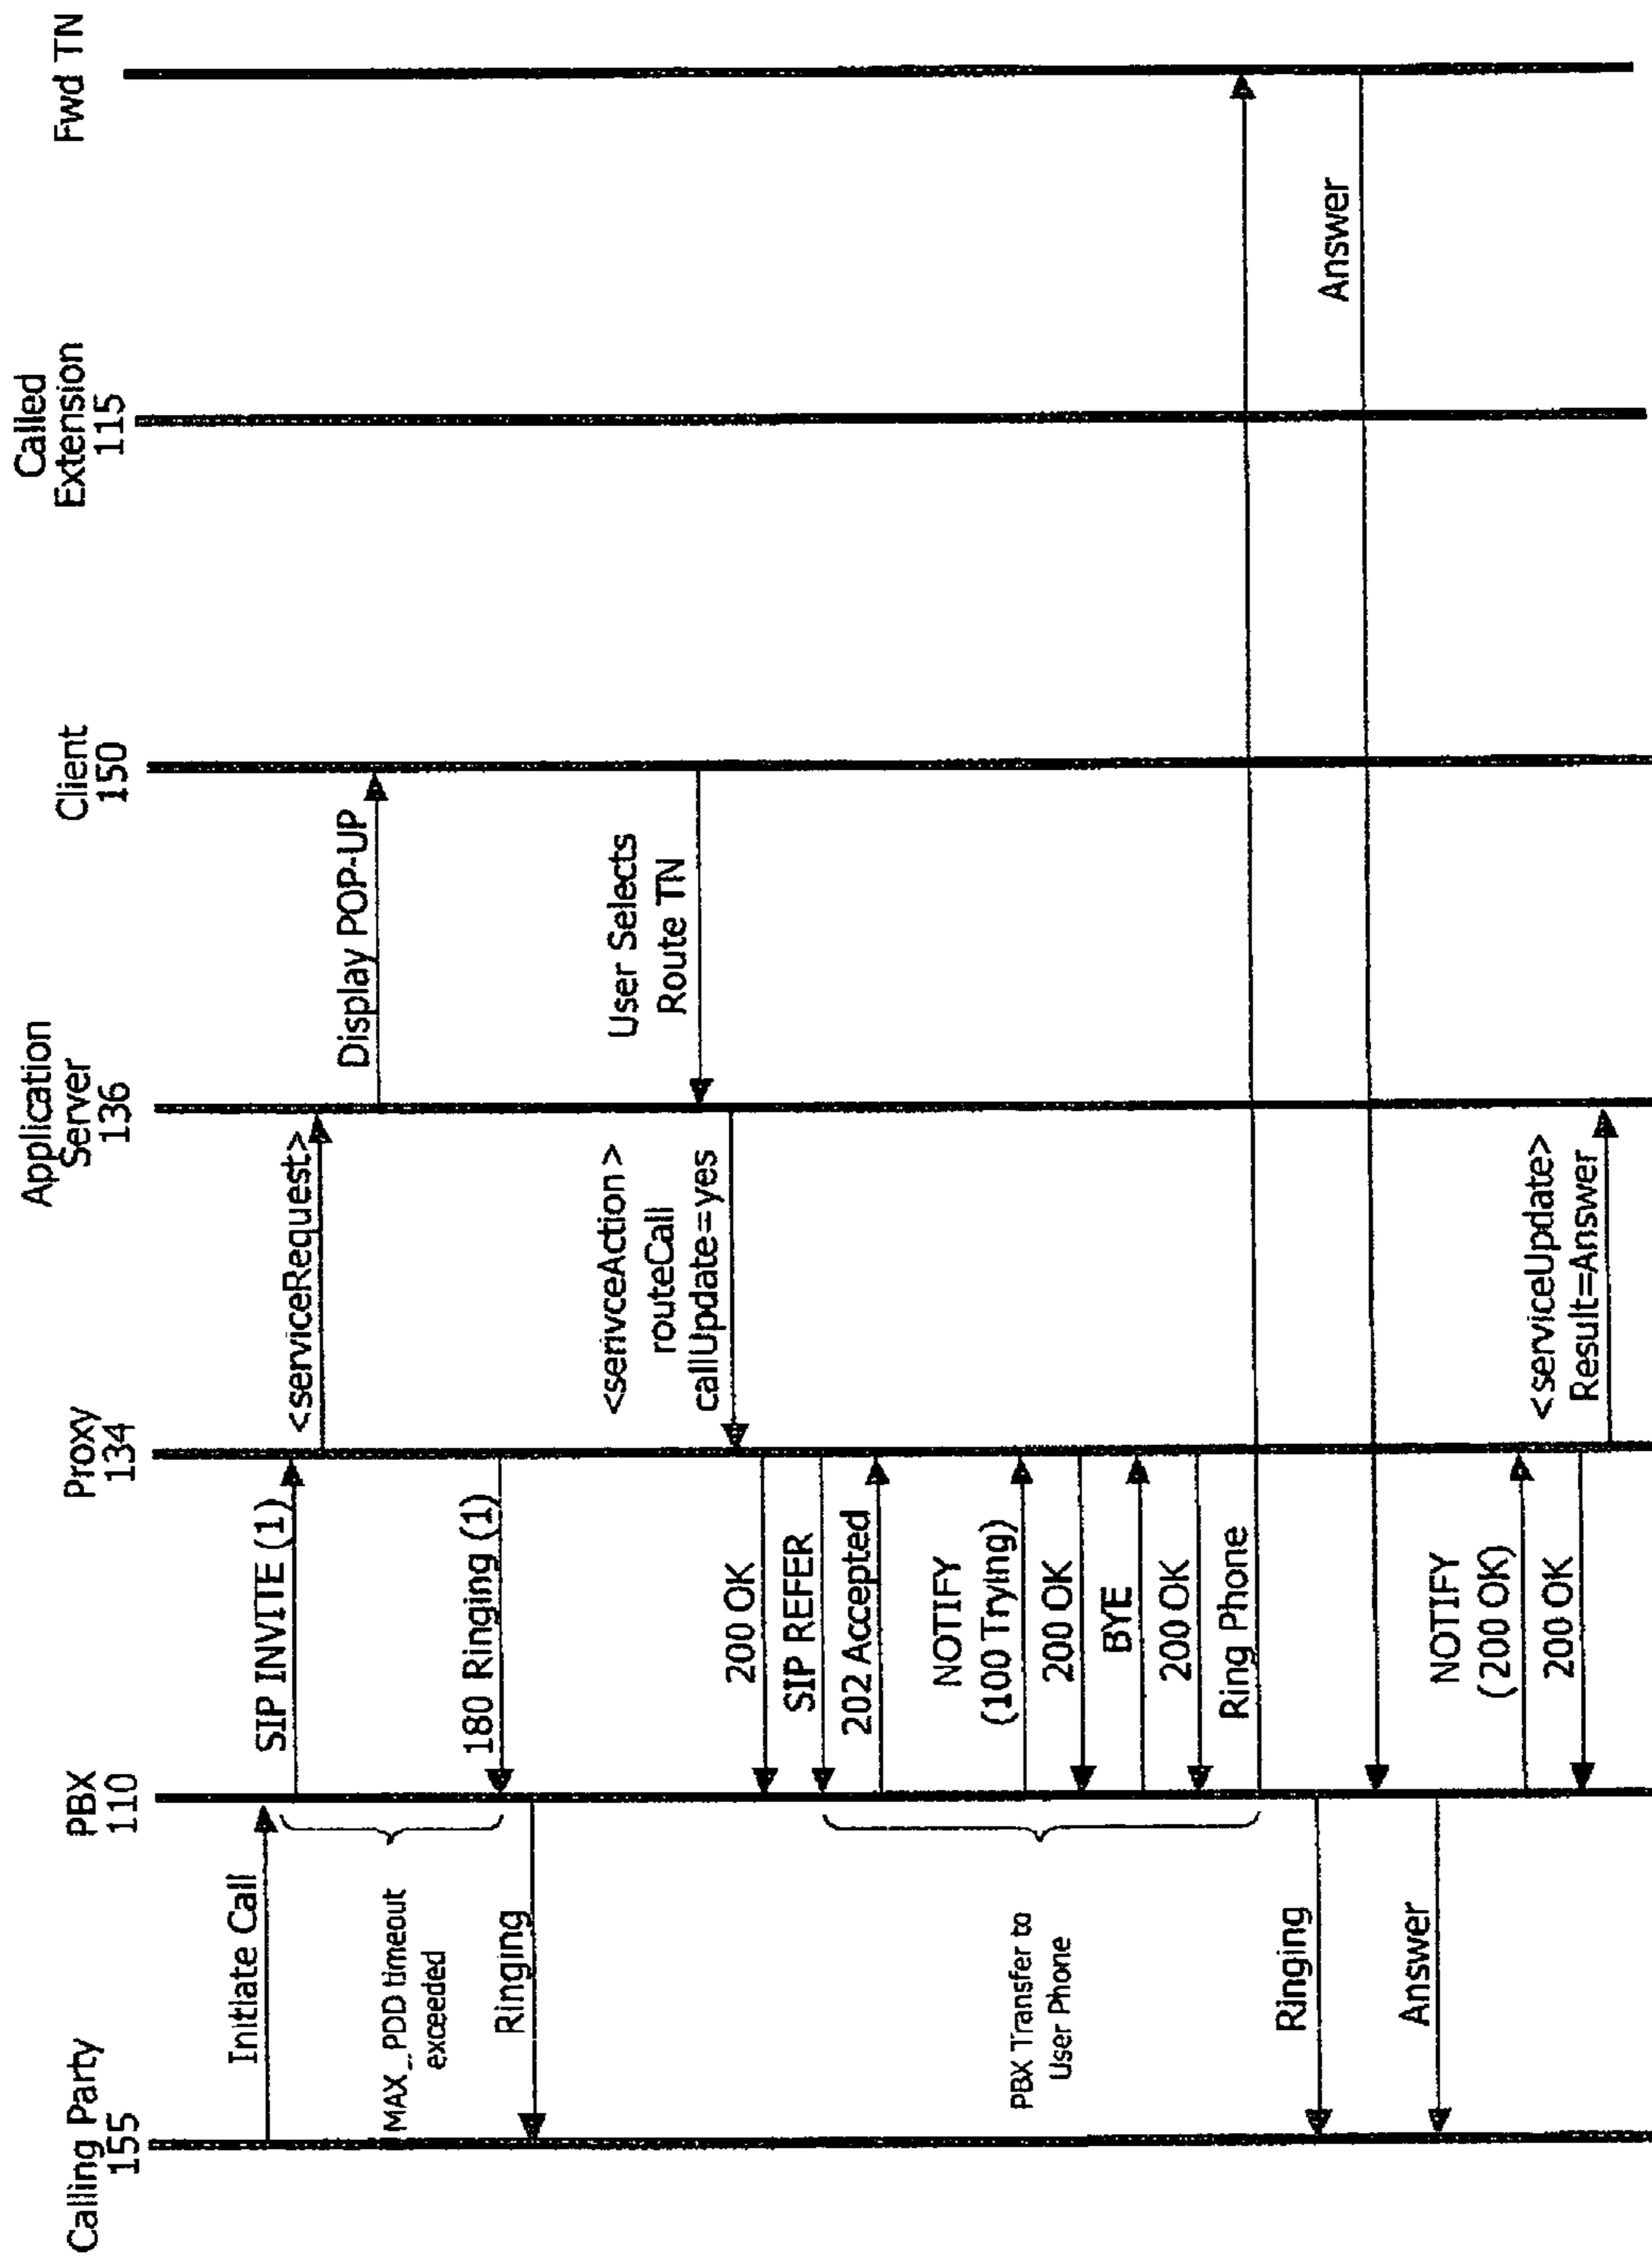 Calling Party
155
PBX
110
Proxy
134
Application
Server
136
Client
150
Called
Extension
115
Fwd TN
Initiate Call
SIP INVITE (1)
<serviceRequest>
Display POP-UP
MAX_PDD timeout
exceeded
180 Ringing (1)
Ringing
User Selects
Route TN
<serivceAction>
routeCall
callUpdate=yes
200 OK
SIP REFER
202 Accepted
NOTIFY
(100 Trying)
200 OK
BYE
200 OK
Ring Phone
PBX Transfer to
User Phone
Ringing
Answer
Answer
NOTIFY
(200 OK)
200 OK
<serviceUpdate>
Result=Answer